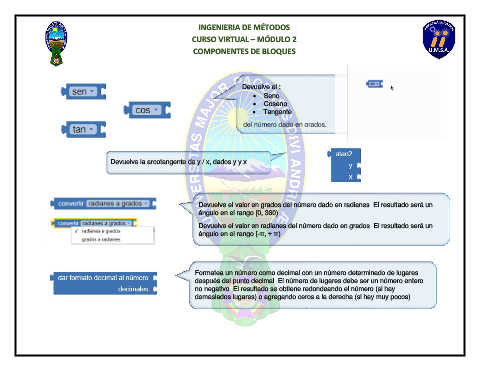 INGENIERIA DE MÉTODOS
CURSO VIRTUAL – MÓDULO 2
COMPONENTES DE BLOQUES
U.M.S.A.
sen
cos
tan
Devuelve el :
• Seno
• Coseno
• Tangente
del número dado en grados.
Devuelve la arcotangente de y / x, dados y y x
atan2
y
x
convertir radianes a grados
Devuelve el valor en grados del número dado en radianes El resultado será un
ángulo en el rango [0, 360)
Devuelve el valor en radianes del número dado en grados El resultado será un
ángulo en el rango [-π, + π)
convertir radianes a grados
✓ radianes a grados
grados a radianes
dar formato decimal al número
decimales
Formatea un número como decimal con un número determinado de lugares
después del punto decimal El número de lugares debe ser un número entero
no negativo El resultado se obtiene redondeando el número (si hay
demasiados lugares) o agregando ceros a la derecha (si hay muy pocos)